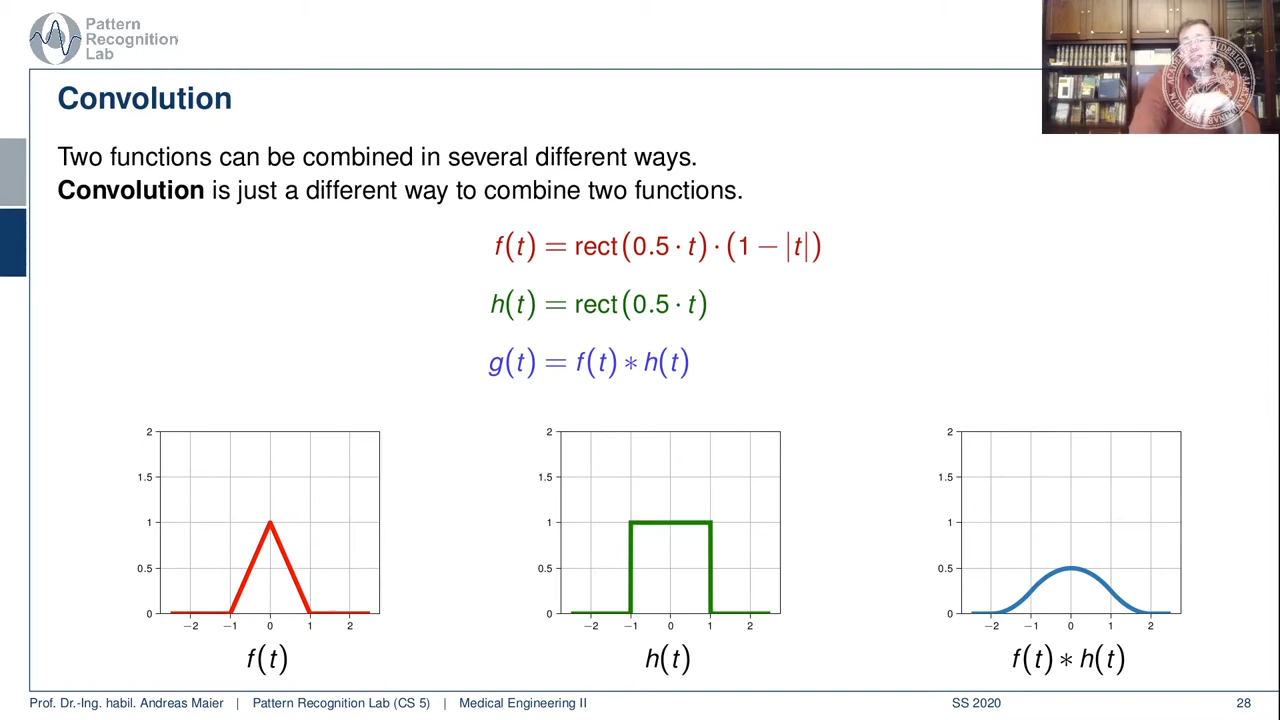 Pattern
Recognition
Lab
Convolution
Two functions can be combined in several different ways.
Convolution is just a different way to combine two functions.
f(t) = rect(0.5 · t) · (1 − |t|)
h(t) = rect(0.5 · t)
g(t) = f(t) ∗ h(t)
2
1.5
1
0.5
0
−2 −1 0 1 2
f(t)
2
1.5
1
0.5
0
−2 −1 0 1 2
h(t)
2
1.5
1
0.5
0
−2 −1 0 1 2
f(t) ∗ h(t)
Prof. Dr.-Ing. habil. Andreas Maier | Pattern Recognition Lab (CS 5) | Medical Engineering II SS 2020 28